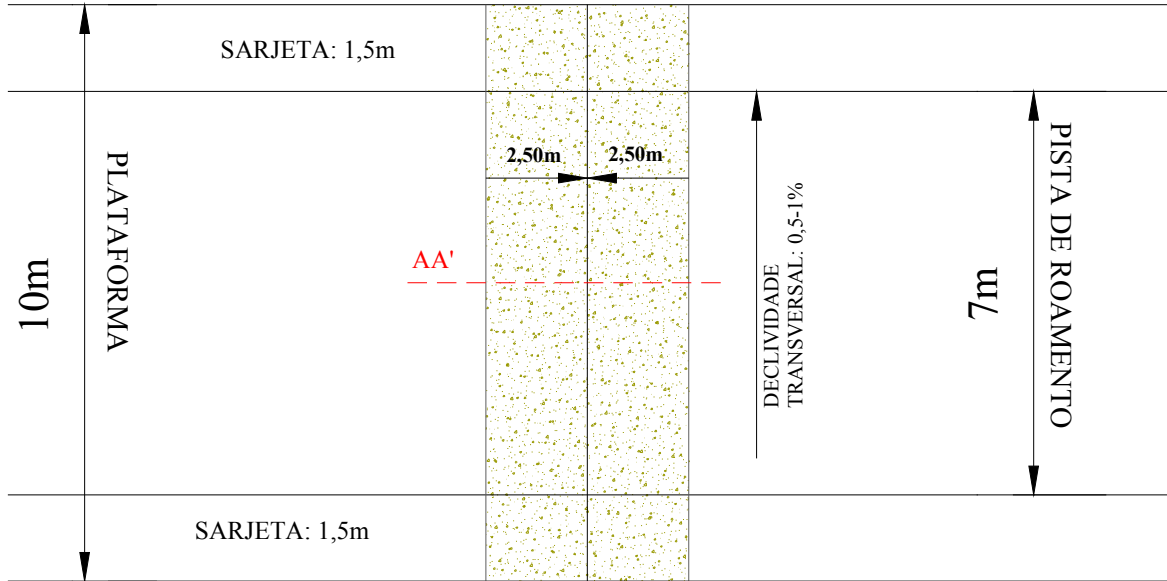 SARJETA: 1,5m
PLATAFORMA
10m
2,50m
2,50m
AA'
DECLIVIDADE
TRANSVERSAL: 0,5-1%
7m
PISTA DE ROAMENTO
SARJETA: 1,5m